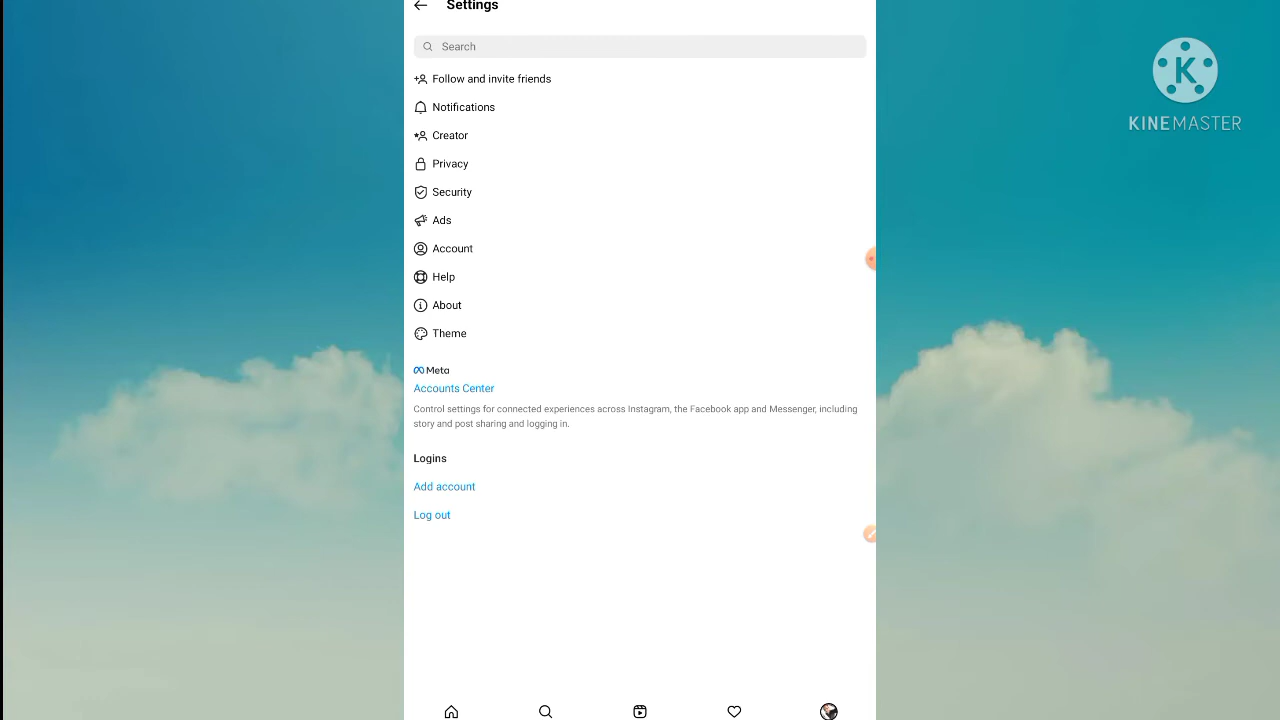 Settings
Search
Follow and invite friends
Notifications
Creator
Privacy
Security
Ads
Account
Help
About
Theme
Meta
Accounts Center
Control settings for connected experiences across Instagram, the Facebook app and Messenger, including
story and post sharing and logging in.
Logins
Add account
Log out
K
KINEMASTER